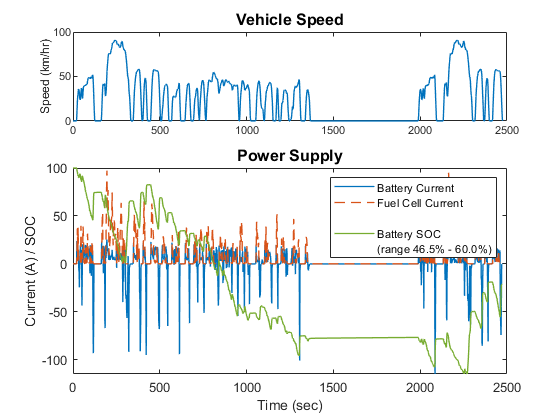 Vehicle Speed
Speed (km/hr)
100
50
0
0 500 1000 1500 2000 2500
Power Supply
Current (A) / SOC
100
50
0
-50
-100
Battery Current
Fuel Cell Current
Battery SOC
(range 46.5% - 60.0%)
0 500 1000 1500 2000 2500
Time (sec)